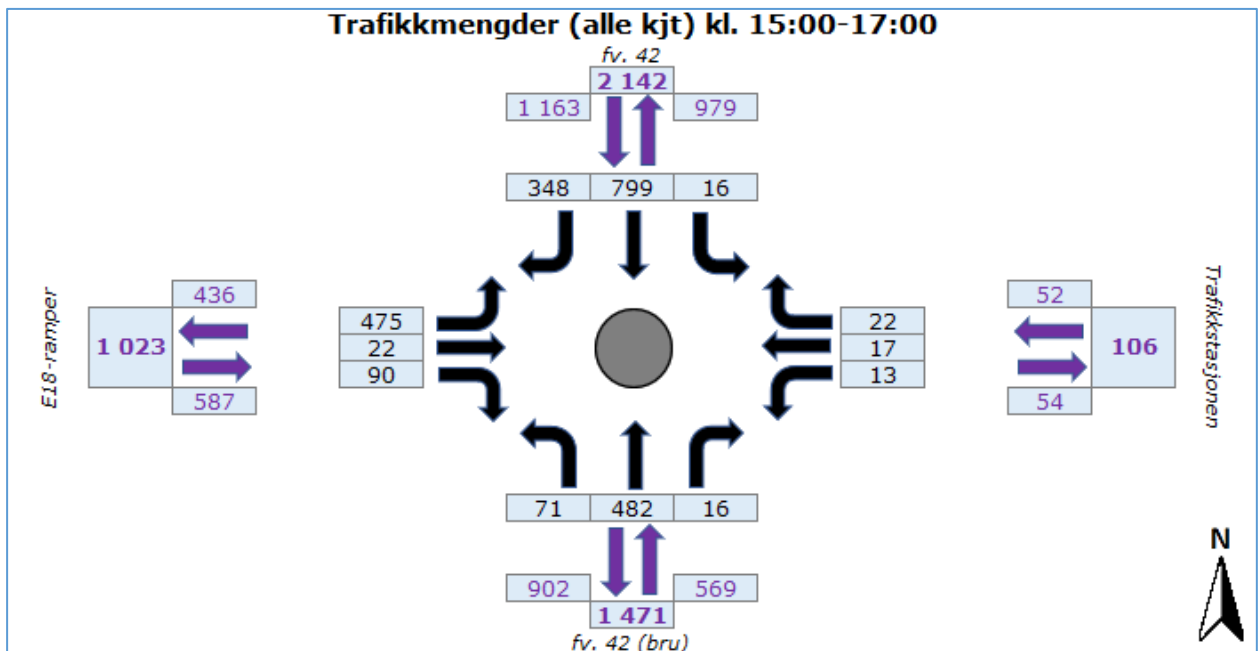 Trafikkmengder (alle kjt) kl. 15:00-17:00
fv. 42
2 142
1 163 979
348 799 16
E18-ramper
436
1 023
587
475
22
90
22
17
13
52
106
54
Trafikkstasjonen
71 482 16
902 569
1 471
fv. 42 (bru)
N